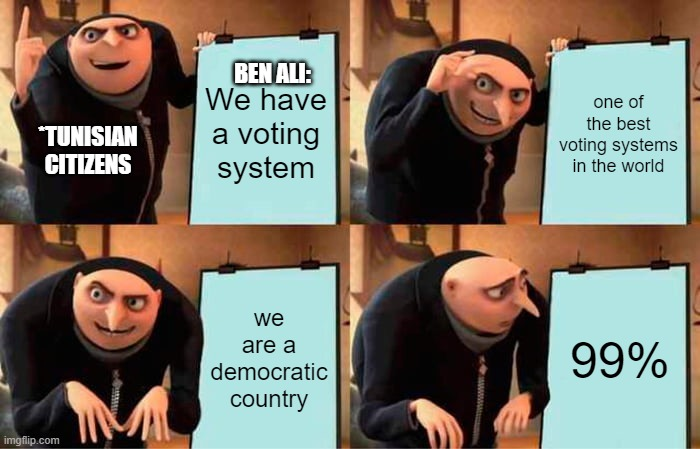 *TUNISIAN
CITIZENS
BEN ALI:
We have
a voting
system
one of
the best
voting systems
in the world
we
are a
democratic
country
99%
imgflip.com